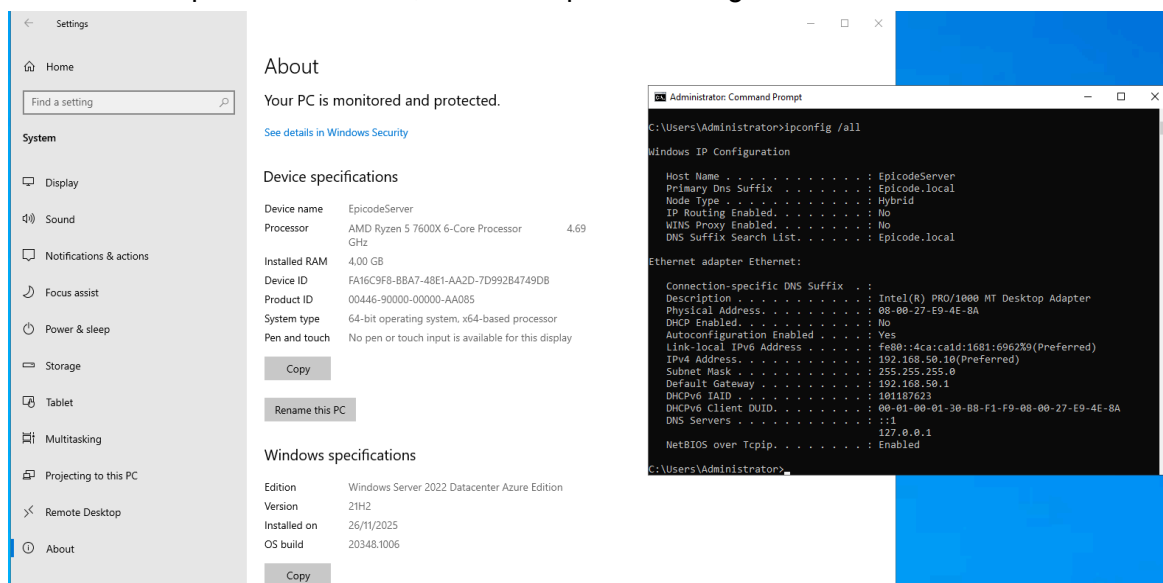 Settings
Home
Find a setting
System
Display
Sound
Notifications & actions
Focus assist
Power & sleep
Storage
Tablet
Multitasking
Projecting to this PC
Remote Desktop
About
About
Your PC is monitored and protected.
See details in Windows Security
Device specifications
Device name EpicodeServer
Processor AMD Ryzen 5 7600X 6-Core Processor 4.69
GHz
Installed RAM 4,00 GB
Device ID FA16C9F8-BBA7-48E1-AA2D-7D992B4749DB
Product ID 00446-90000-00000-AA085
System type 64-bit operating system, x64-based processor
Pen and touch No pen or touch input is available for this display
Copy
Rename this PC
Windows specifications
Edition Windows Server 2022 Datacenter Azure Edition
Version 21H2
Installed on 26/11/2025
OS build 20348.1006
Copy
Administrator: Command Prompt
C:\Users\Administrator>ipconfig /all
Windows IP Configuration
Host Name . . . . . . . . . . . . : EpicodeServer
Primary Dns Suffix . . . . . . . : Epicode.local
Node Type . . . . . . . . . . . . : Hybrid
IP Routing Enabled. . . . . . . . : No
WINS Proxy Enabled. . . . . . . . : No
DNS Suffix Search List. . . . . . : Epicode.local
Ethernet adapter Ethernet:
Connection-specific DNS Suffix . :
Description . . . . . . . . . . . : Intel(R) PRO/1000 MT Desktop Adapter
Physical Address. . . . . . . . . : 08-00-27-E9-4E-8A
DHCP Enabled. . . . . . . . . . . : No
Autoconfiguration Enabled . . . . : Yes
Link-local IPv6 Address . . . . . : fe80::4ca:ca1d:1681:6962%9(Preferred)
IPv4 Address. . . . . . . . . . . : 192.168.50.10(Preferred)
Subnet Mask . . . . . . . . . . . : 255.255.255.0
Default Gateway . . . . . . . . . : 192.168.50.1
DHCPv6 IAID . . . . . . . . . . . : 101187623
DHCPv6 Client DUID. . . . . . . . : 00-01-00-01-30-B8-F1-F9-08-00-27-E9-4E-8A
DNS Servers . . . . . . . . . . . : ::1
127.0.0.1
NetBIOS over Tcpip. . . . . . . . : Enabled
C:\Users\Administrator>